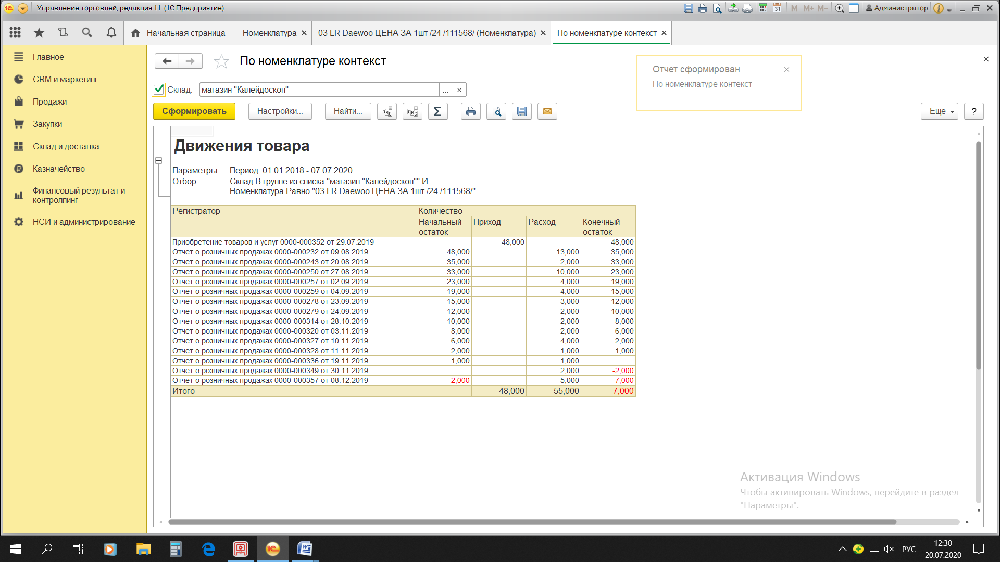 Управление торговлей, редакция 11 (1С:Предприятие)
31
M M+ M−
Администратор
Начальная страница
Номенклатура
03 LR Daewoo ЦЕНА ЗА 1шт /24 /111568/ (Номенклатура)
По номенклатуре контекст
Главное
CRM и маркетинг
Продажи
Закупки
Склад и доставка
Казначейство
Финансовый результат и
контроллинг
НСИ и администрирование
По номенклатуре контекст
Отчет сформирован
По номенклатуре контекст
Склад:
магазин "Калейдоскоп"
...
Сформировать
Настройки...
Найти...
Σ
Еще
?
Движения товара
Параметры: Период: 01.01.2018 - 07.07.2020
Отбор: Склад В группе из списка "магазин "Калейдоскоп"" И
Номенклатура Равно "03 LR Daewoo ЦЕНА ЗА 1шт /24 /111568/"
Регистратор Количество
Начальный остаток Приход Расход Конечный остаток
Приобретение товаров и услуг 0000-000352 от 29.07.2019 48,000 48,000
Отчет о розничных продажах 0000-000232 от 09.08.2019 48,000 13,000 35,000
Отчет о розничных продажах 0000-000243 от 20.08.2019 35,000 2,000 33,000
Отчет о розничных продажах 0000-000250 от 27.08.2019 33,000 10,000 23,000
Отчет о розничных продажах 0000-000257 от 02.09.2019 23,000 4,000 19,000
Отчет о розничных продажах 0000-000259 от 04.09.2019 19,000 4,000 15,000
Отчет о розничных продажах 0000-000278 от 23.09.2019 15,000 3,000 12,000
Отчет о розничных продажах 0000-000279 от 24.09.2019 12,000 2,000 10,000
Отчет о розничных продажах 0000-000314 от 28.10.2019 10,000 2,000 8,000
Отчет о розничных продажах 0000-000320 от 03.11.2019 8,000 2,000 6,000
Отчет о розничных продажах 0000-000327 от 10.11.2019 6,000 4,000 2,000
Отчет о розничных продажах 0000-000328 от 11.11.2019 2,000 1,000 1,000
Отчет о розничных продажах 0000-000336 от 19.11.2019 1,000 1,000
Отчет о розничных продажах 0000-000349 от 30.11.2019 2,000 -2,000
Отчет о розничных продажах 0000-000357 от 08.12.2019 -2,000 5,000 -7,000
Итого 48,000 55,000 -7,000
Активация Windows
Чтобы активировать Windows, перейдите в раздел
"Параметры".
РУС
12:30
20.07.2020